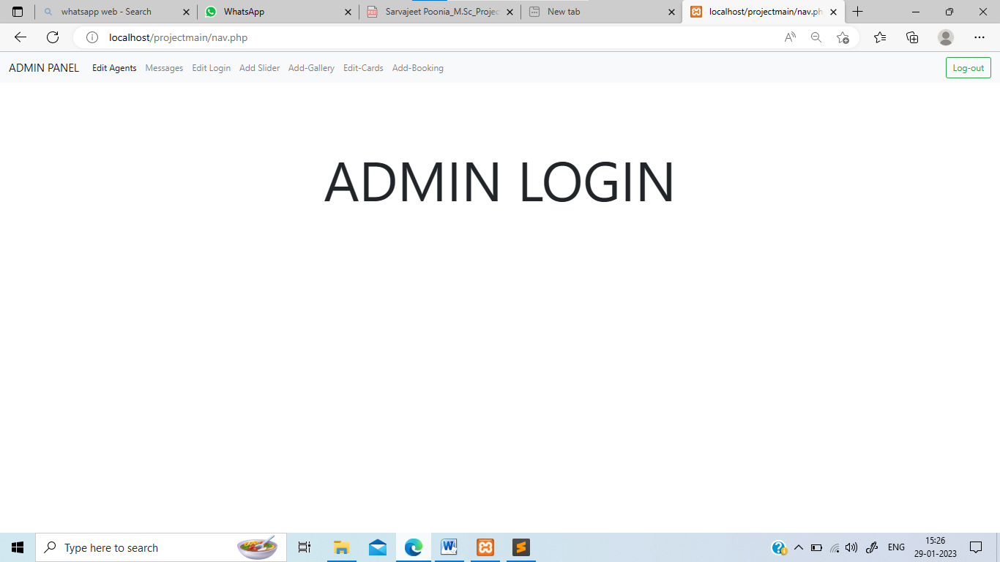 whatsapp web - Search
WhatsApp
Sarvajeet Poonia_M.Sc_Projec
New tab
localhost/projectmain/nav.ph
localhost/projectmain/nav.php
ADMIN PANEL Edit Agents Messages Edit Login Add Slider Add-Gallery Edit-Cards Add-Booking Log-out
ADMIN LOGIN
Type here to search
ENG
15:26
29-01-2023